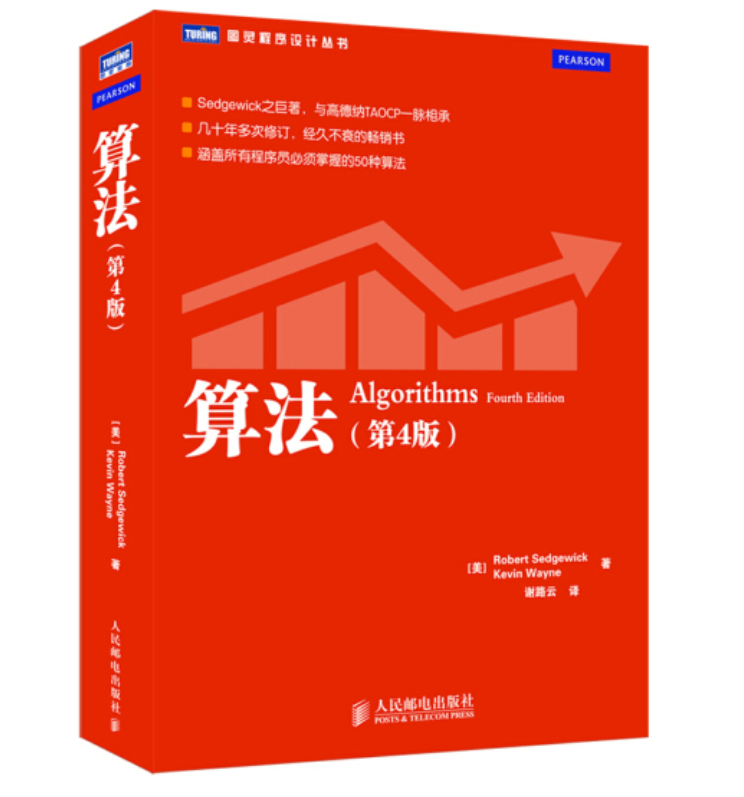 TURING 图灵程序设计丛书
PEARSON
Sedgewick之巨著，与高德纳TAOCP一脉相承
几十年多次修订，经久不衰的畅销书
涵盖所有程序员必须掌握的50种算法
算法 Algorithms Fourth Edition
（第4版）
[美] Robert Sedgewick
Kevin Wayne 著
谢路云 译
人民邮电出版社
POSTS & TELECOM PRESS
TURING
PEARSON
算法
（第4版）
[美] Robert Sedgewick
Kevin Wayne 著
人民邮电出版社